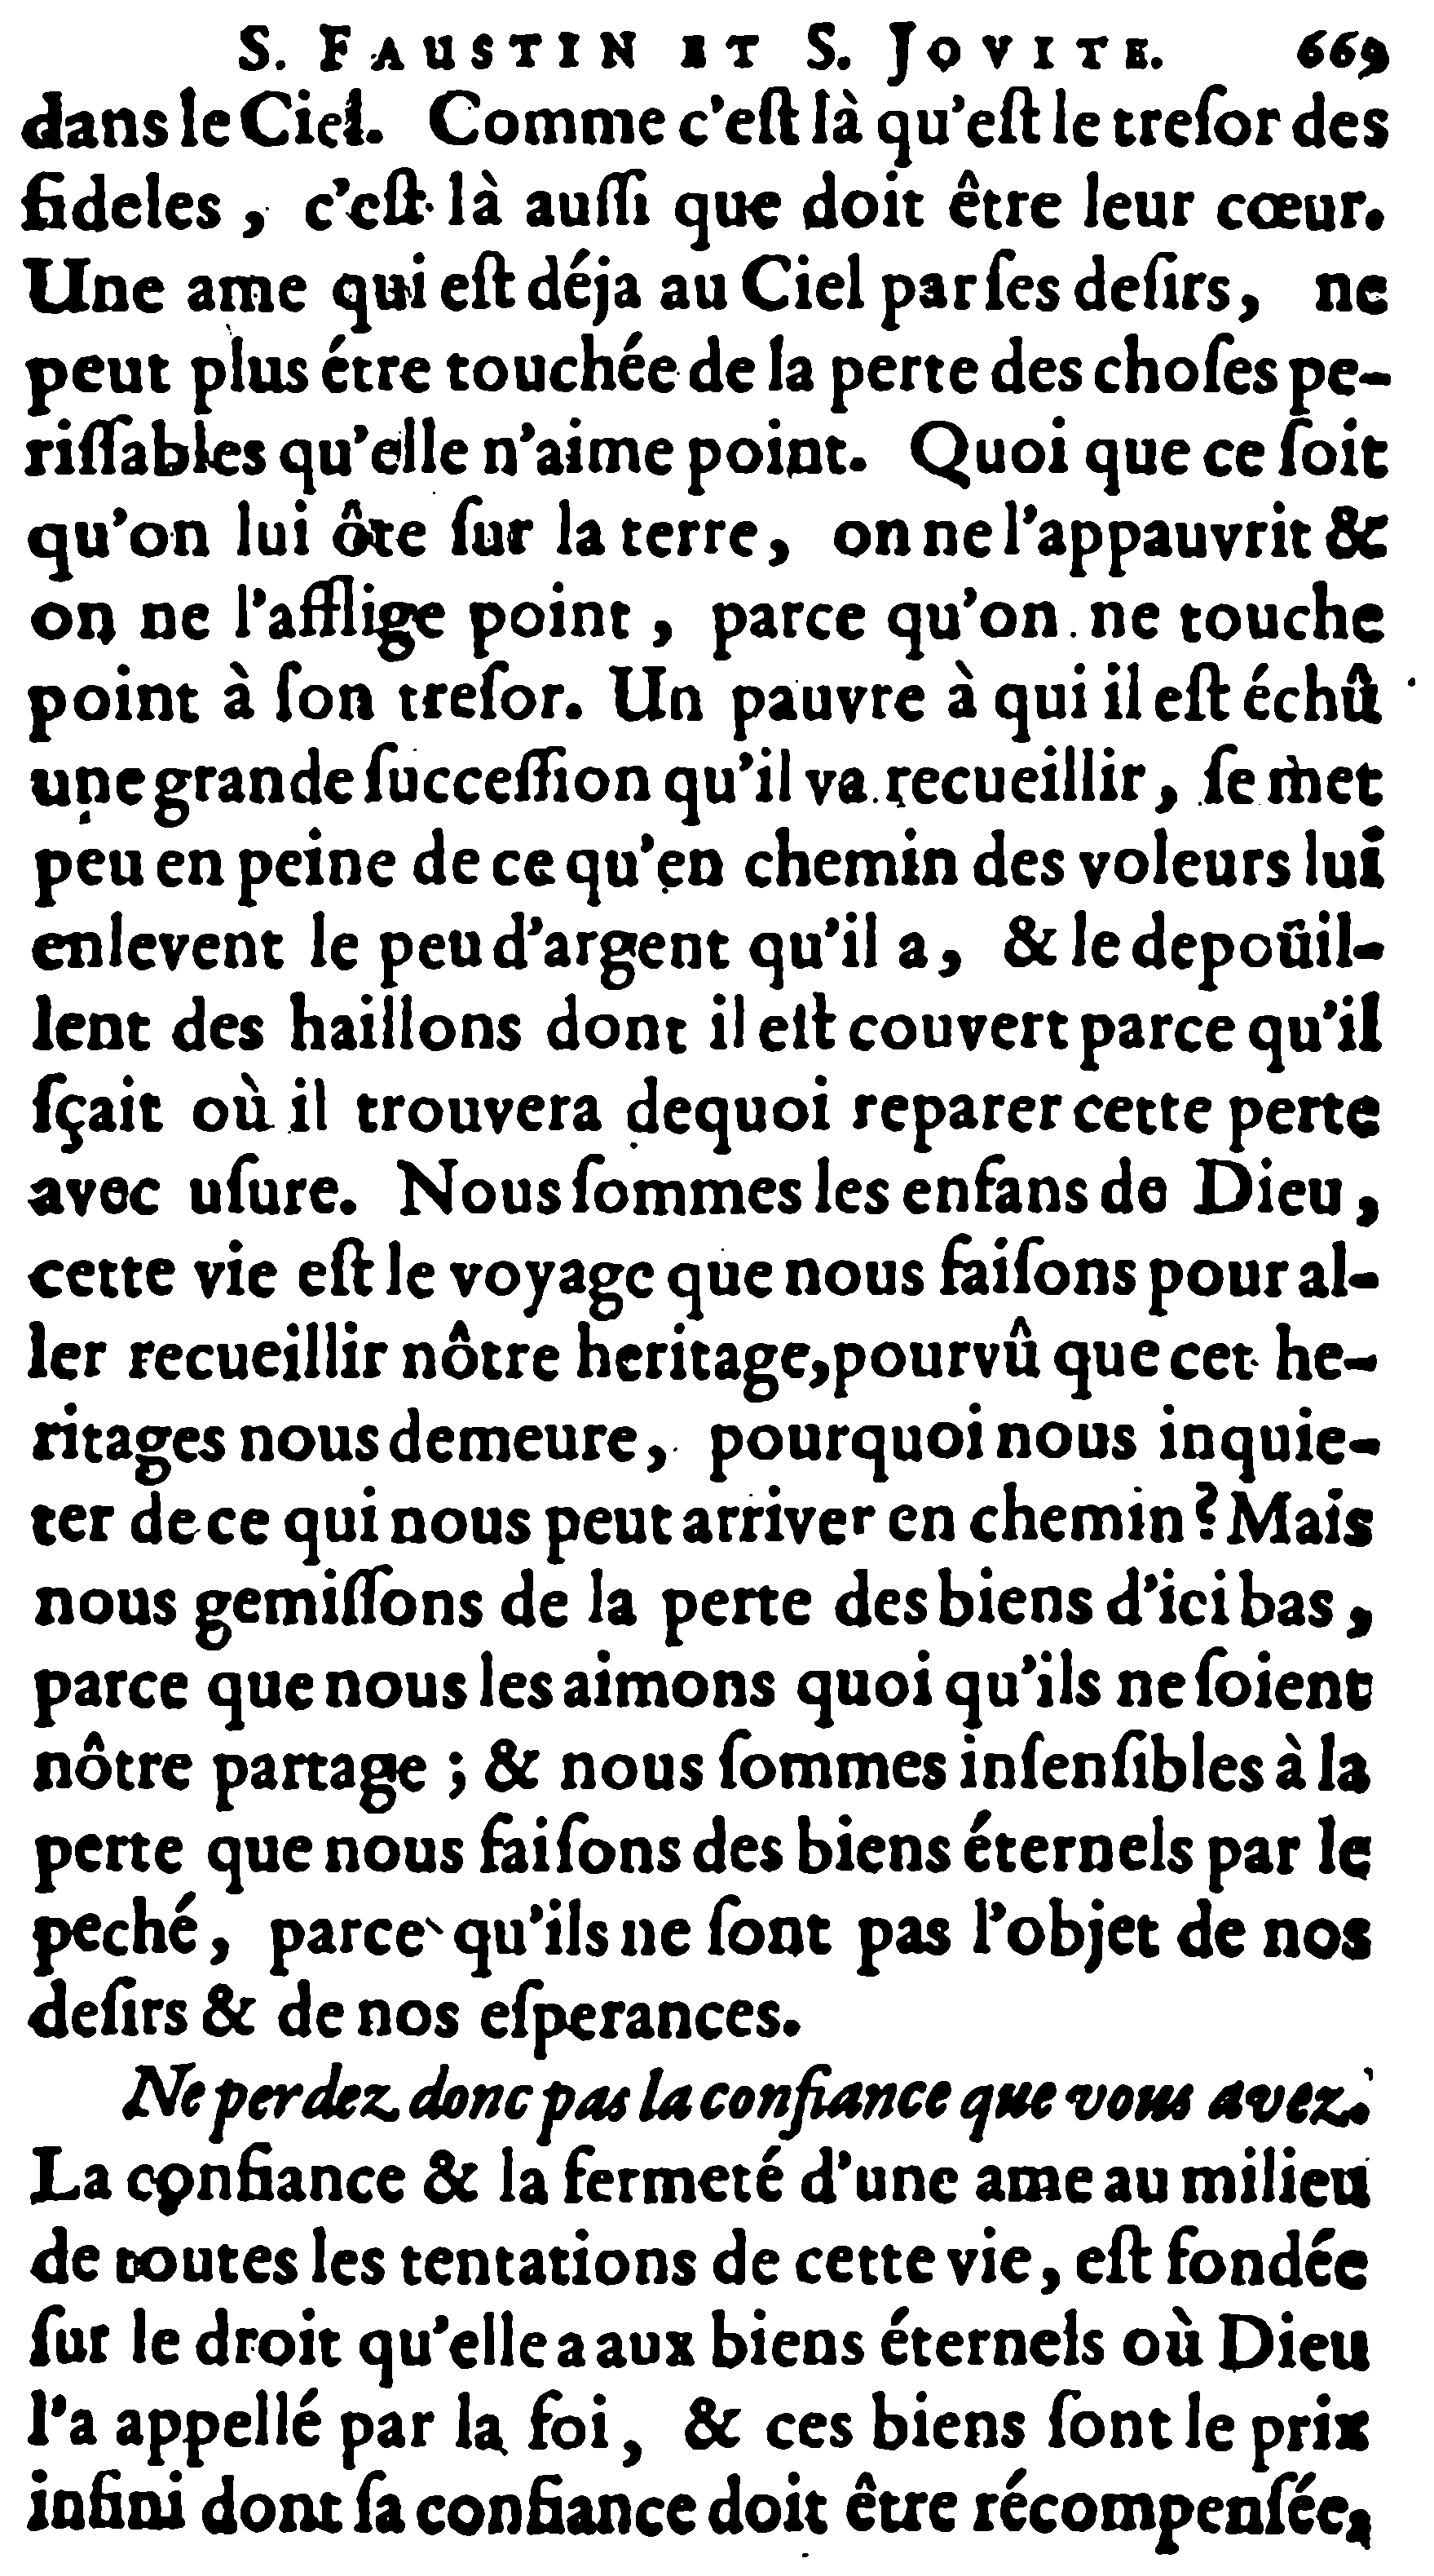 S. FAUSTIN ET S. JOVITE. 669
dans le Ciel. Comme c'eſt là qu'eſt le treſor des
fideles, c'eſt là auſſi que doit être leur cœur.
Une ame qui eſt déja au Ciel par ſes deſirs, ne
peut plus étre touchée de la perte des choſes pe-
riſſables qu'elle n'aime point. Quoi que ce ſoit
qu'on lui ôte ſur la terre, on ne l'appauvrit &
on ne l'afflige point, parce qu'on ne touche
point à ſon treſor. Un pauvre à qui il eſt échû
une grande ſucceſſion qu'il va recueillir, ſe met
peu en peine de ce qu'en chemin des voleurs lui
enlevent le peu d'argent qu'il a, & le depoüil-
lent des haillons dont il eſt couvert parce qu'il
ſçait où il trouvera dequoi reparer cette perte
avec uſure. Nous ſommes les enfans de Dieu,
cette vie eſt le voyage que nous faiſons pour al-
ler recueillir nôtre heritage, pourvû que cet he-
ritages nous demeure, pourquoi nous inquie-
ter de ce qui nous peut arriver en chemin? Mais
nous gemiſſons de la perte des biens d'ici bas,
parce que nous les aimons quoi qu'ils ne ſoient
nôtre partage; & nous ſommes inſenſibles à la
perte que nous faiſons des biens éternels par le
peché, parce qu'ils ne ſont pas l'objet de nos
deſirs & de nos eſperances.
Ne perdez donc pas la confiance que vous avez.
La confiance & la fermeté d'une ame au milieu
de toutes les tentations de cette vie, eſt fondée
ſur le droit qu'elle a aux biens éternels où Dieu
l'a appellé par la foi, & ces biens ſont le prix
infini dont ſa confiance doit être récompenſée,